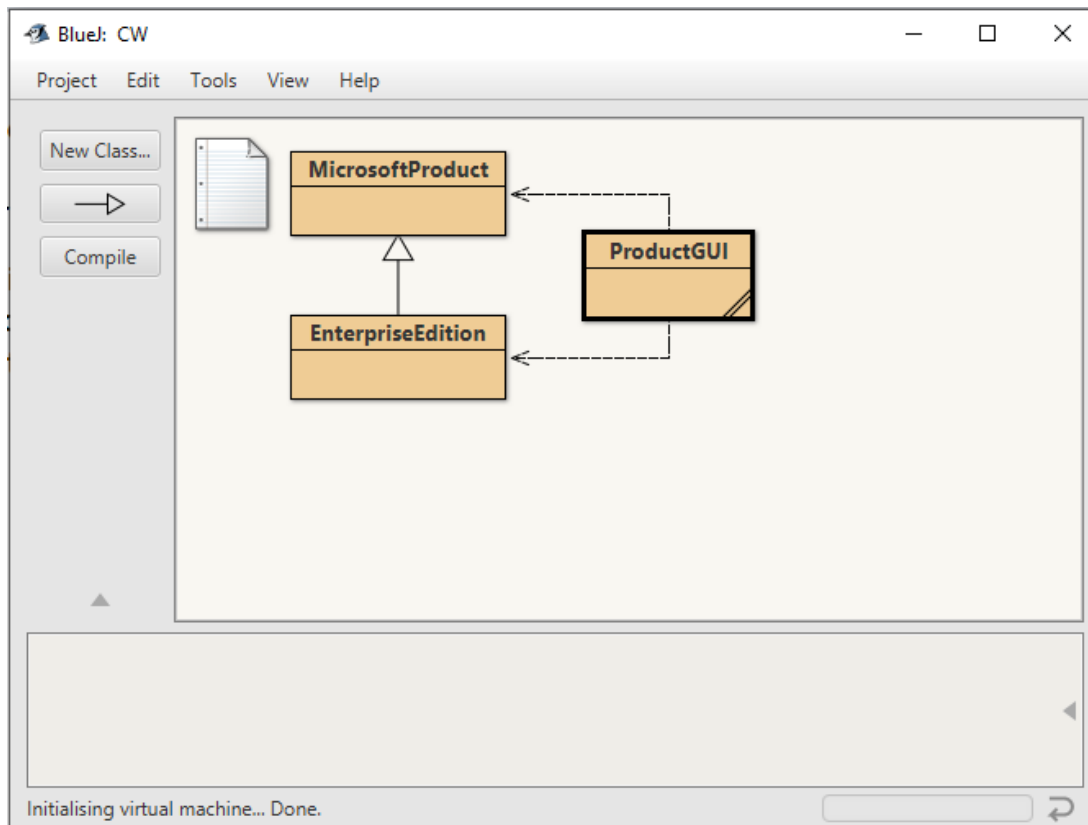 BlueJ: CW
Project Edit Tools View Help
New Class...
Compile
MicrosoftProduct
ProductGUI
EnterpriseEdition
Initialising virtual machine... Done.